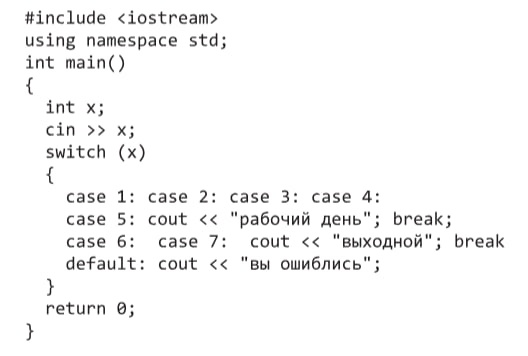 #include <iostream>
using namespace std;
int main()
{
int x;
cin >> x;
switch (x)
{
case 1: case 2: case 3: case 4:
case 5: cout << "рабочий день"; break;
case 6:  case 7:  cout << "выходной"; break
default: cout << "вы ошиблись";
}
return 0;
}